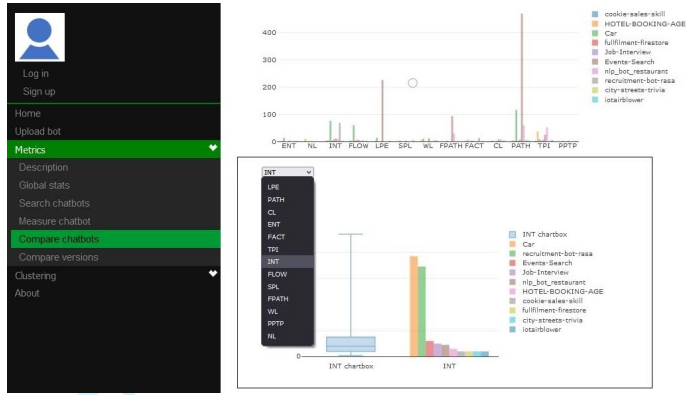 Log in
Sign up
Home
Upload bot
Metrics
Description
Global stats
Search chatbots
Measure chatbot
Compare chatbots
Compare versions
Clustering
About
400
300
200
100
0
ENT NL INT FLOW LPE SPL WL FPATH FACT CL PATH TPI PPTP
cookie-sales-skill
HOTEL-BOOKING-AGE
Car
fullfilment-firestore
Job-Interview
Events-Search
nlp_bot_restaurant
recruitment-bot-rasa
city-streets-trivia
iotairblower
INT
LPE
PATH
CL
ENT
FACT
TPI
INT
FLOW
SPL
FPATH
WL
PPTP
NL
0
INT chartbox INT
INT chartbox
Car
recruitment-bot-rasa
Events-Search
Job-Interview
nlp_bot_restaurant
HOTEL-BOOKING-AGE
cookie-sales-skill
fullfilment-firestore
city-streets-trivia
iotairblower